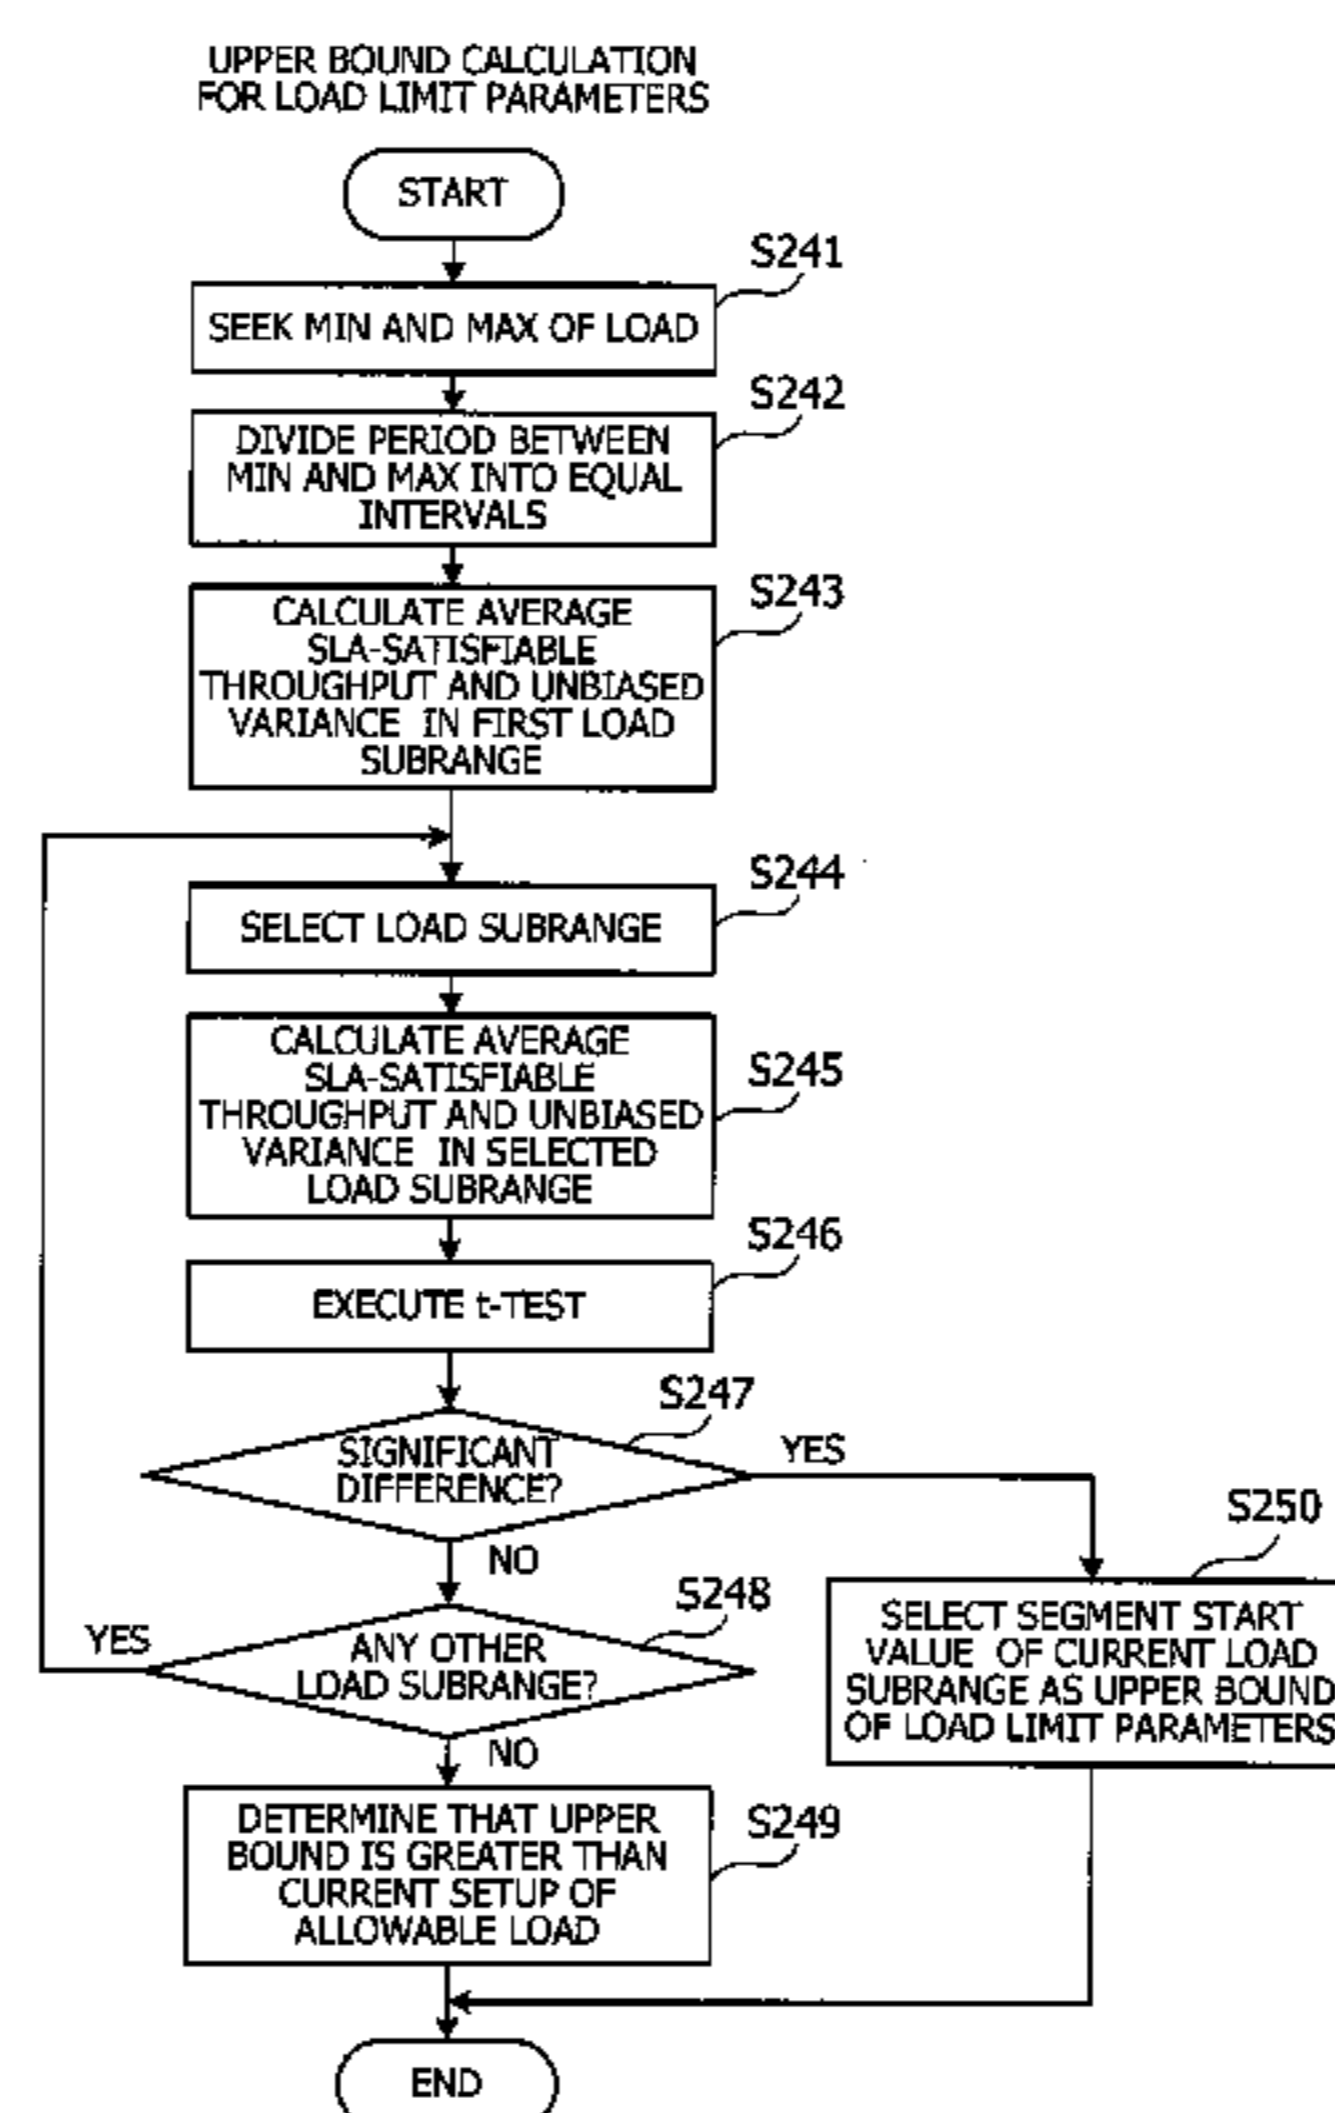 UPPER BOUND CALCULATION
FOR LOAD LIMIT PARAMETERS
START
S241
SEEK MIN AND MAX OF LOAD
S242
DIVIDE PERIOD BETWEEN
MIN AND MAX INTO EQUAL
INTERVALS
S243
CALCULATE AVERAGE
SLA-SATISFIABLE
THROUGHPUT AND UNBIASED
VARIANCE IN FIRST LOAD
SUBRANGE
S244
SELECT LOAD SUBRANGE
S245
CALCULATE AVERAGE
SLA-SATISFIABLE
THROUGHPUT AND UNBIASED
VARIANCE IN SELECTED
LOAD SUBRANGE
S246
EXECUTE t-TEST
S247
SIGNIFICANT
DIFFERENCE?
YES
NO
S250
SELECT SEGMENT START
VALUE OF CURRENT LOAD
SUBRANGE AS UPPER BOUND
OF LOAD LIMIT PARAMETERS
S248
ANY OTHER
LOAD SUBRANGE?
YES
NO
S249
DETERMINE THAT UPPER
BOUND IS GREATER THAN
CURRENT SETUP OF
ALLOWABLE LOAD
END